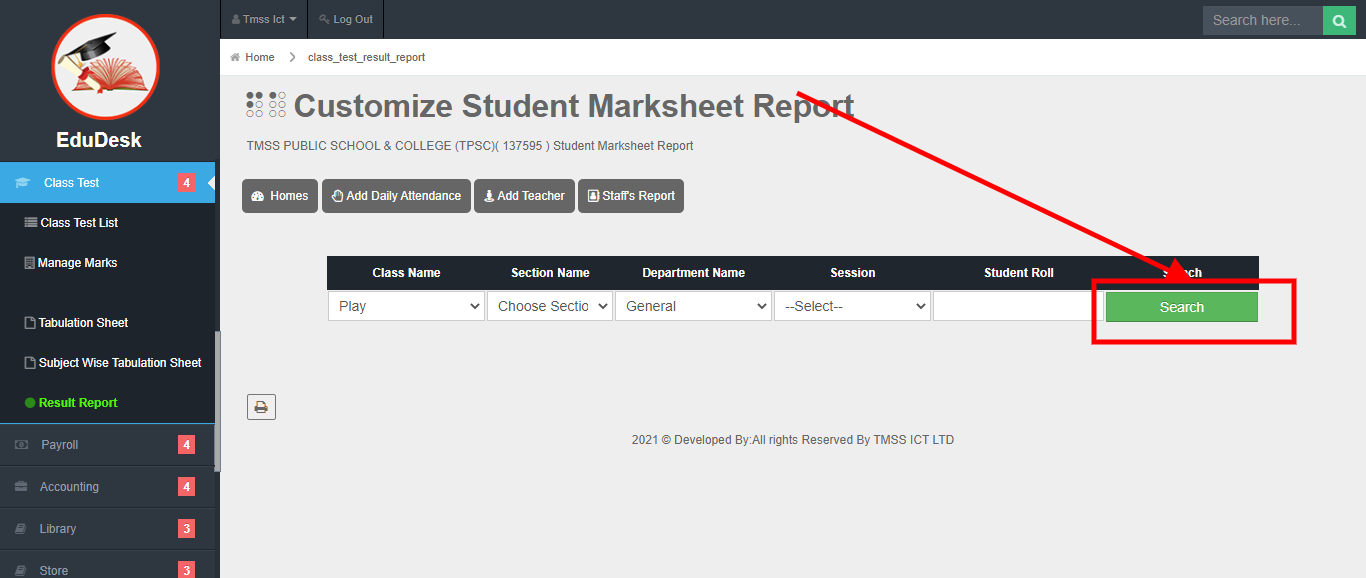 Tmss Ict
Log Out
Search here...
EduDesk
Home
class_test_result_report
Customize Student Marksheet Report
TMSS PUBLIC SCHOOL & COLLEGE (TPSC)( 137595 ) Student Marksheet Report
Class Test 4
Class Test List
Manage Marks
Tabulation Sheet
Subject Wise Tabulation Sheet
Result Report
Payroll 4
Accounting 4
Library 3
Store 3
Homes
Add Daily Attendance
Add Teacher
Staff's Report
Class Name Section Name Department Name Session Student Roll
Play Choose Sectio General --Select-- Search
2021 © Developed By:All rights Reserved By TMSS ICT LTD